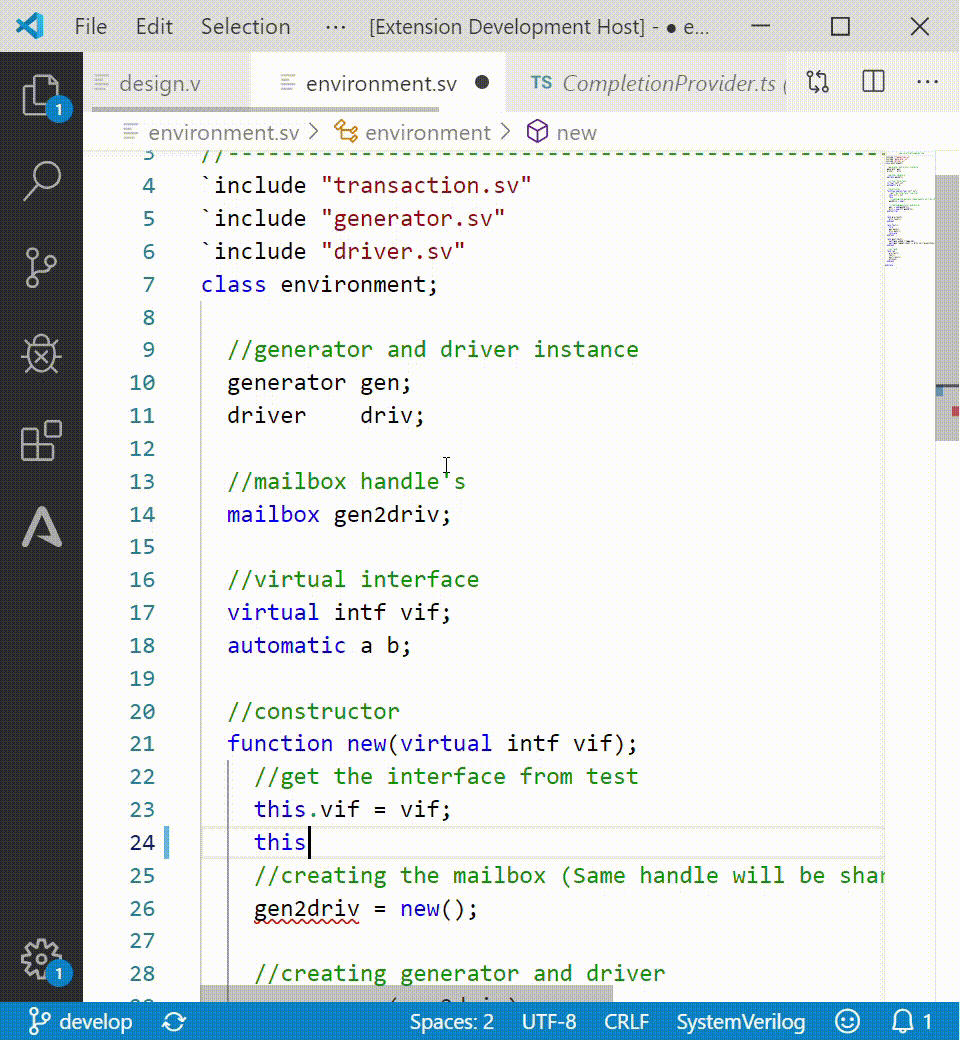 File Edit Selection ··· [Extension Development Host] - ● e...
design.v environment.sv ● TS CompletionProvider.ts (
environment.sv > environment > new
3 //--------------------------------------------------
4 `include "transaction.sv"
5 `include "generator.sv"
6 `include "driver.sv"
7 class environment;
8
9 //generator and driver instance
10 generator gen;
11 driver    driv;
12
13 //mailbox handle's
14 mailbox gen2driv;
15
16 //virtual interface
17 virtual intf vif;
18 automatic a b;
19
20 //constructor
21 function new(virtual intf vif);
22 //get the interface from test
23 this.vif = vif;
24 this
25 //creating the mailbox (Same handle will be shar
26 gen2driv = new();
27
28 //creating generator and driver
1
1
develop Spaces: 2 UTF-8 CRLF SystemVerilog 1